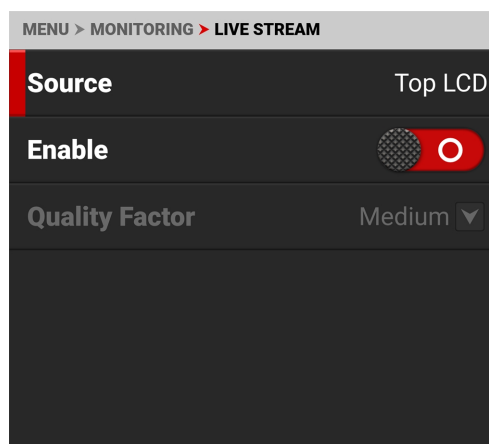 MENU > MONITORING > LIVE STREAM
Source Top LCD
Enable
Quality Factor Medium